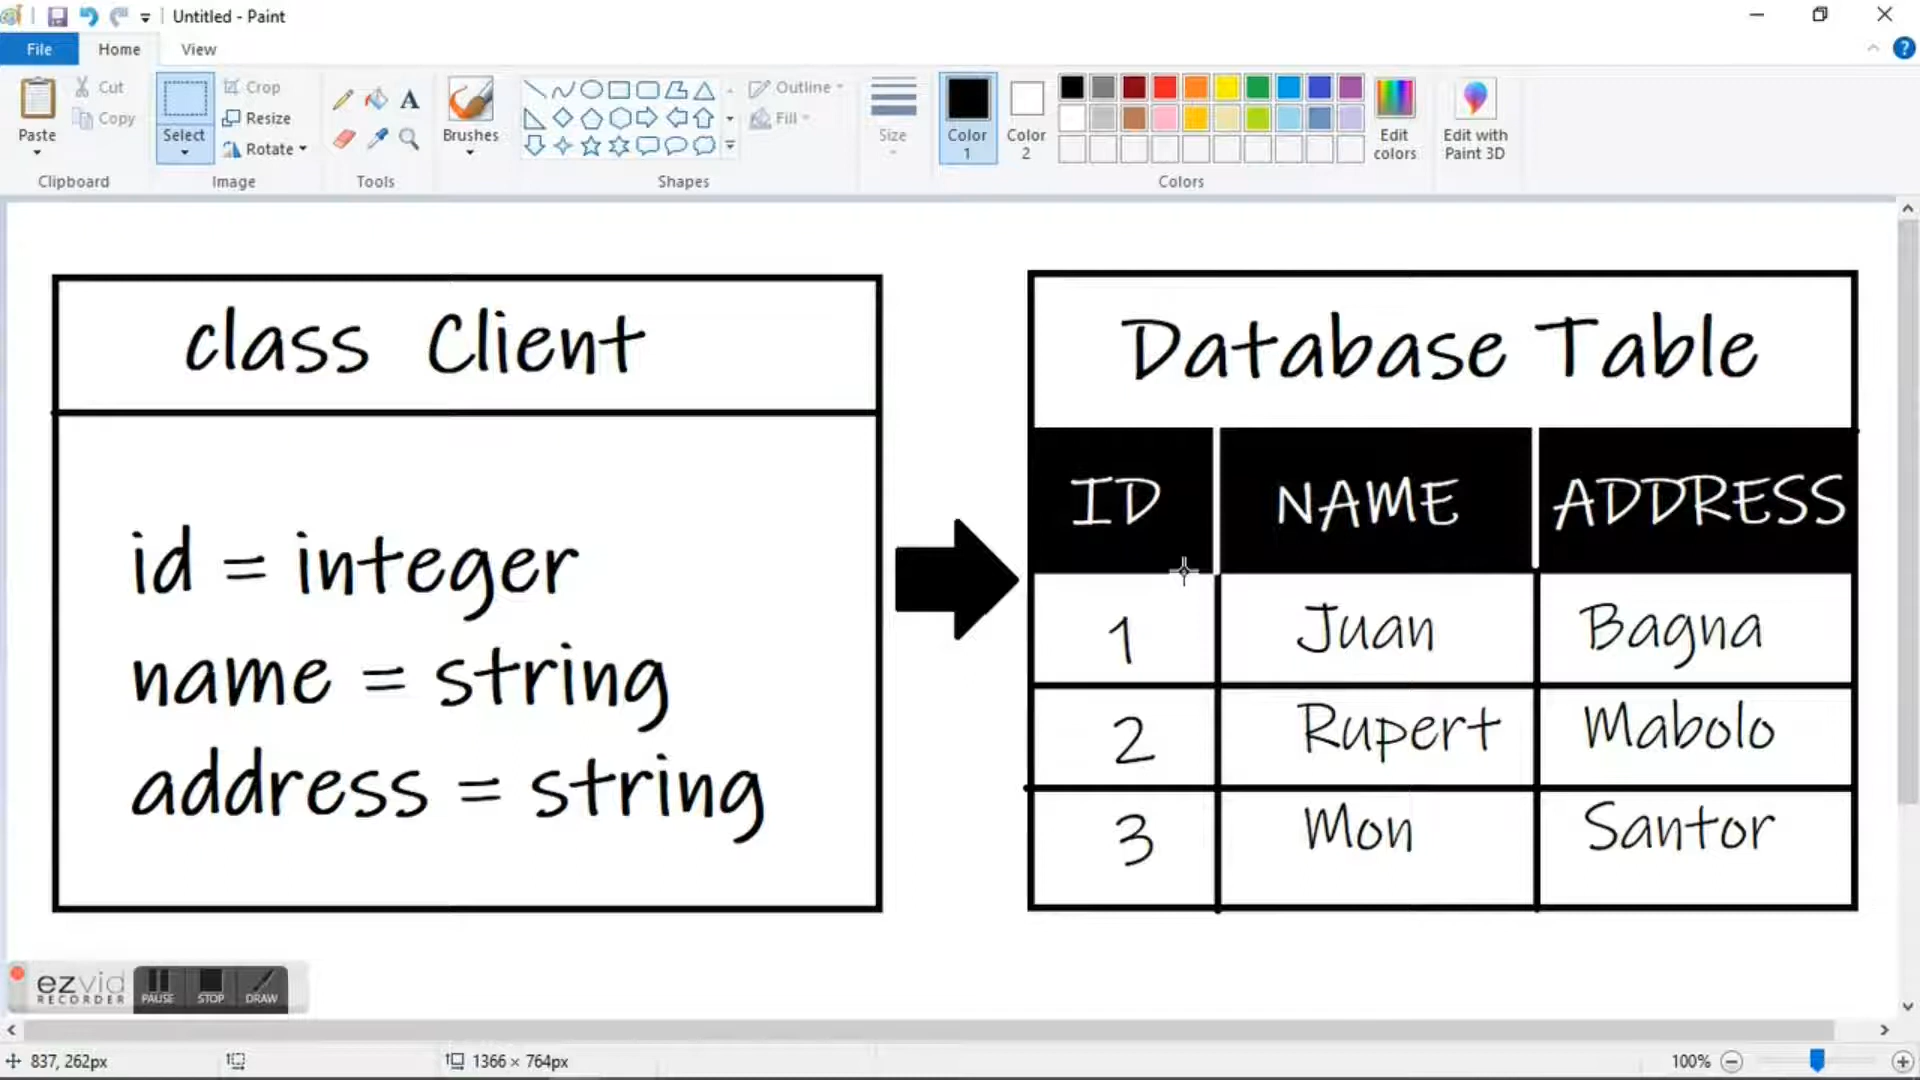 Untitled - Paint
File Home View
Paste
Cut
Copy
Clipboard
Select
Crop
Resize
Rotate
Image
Tools
Brushes
Shapes
Outline
Fill
Size
Color 1
Color 2
Edit colors
Colors
Edit with Paint 3D
class Client
id = integer
name = string
address = string
Database Table
ID NAME ADDRESS
1 Juan Bagna
2 Rupert Mabolo
3 Mon Santor
ezvid
RECORDER
PAUSE STOP DRAW
837, 262px
1366 × 764px
100%